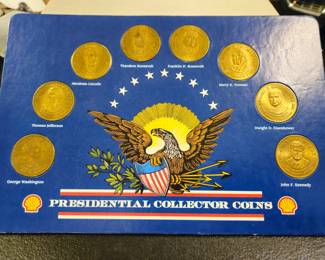 George Washington
Thomas Jefferson
Abraham Lincoln
Theodore Roosevelt
Franklin D. Roosevelt
Harry S. Truman
Dwight D. Eisenhower
John F. Kennedy
PRESIDENTIAL COLLECTOR COINS